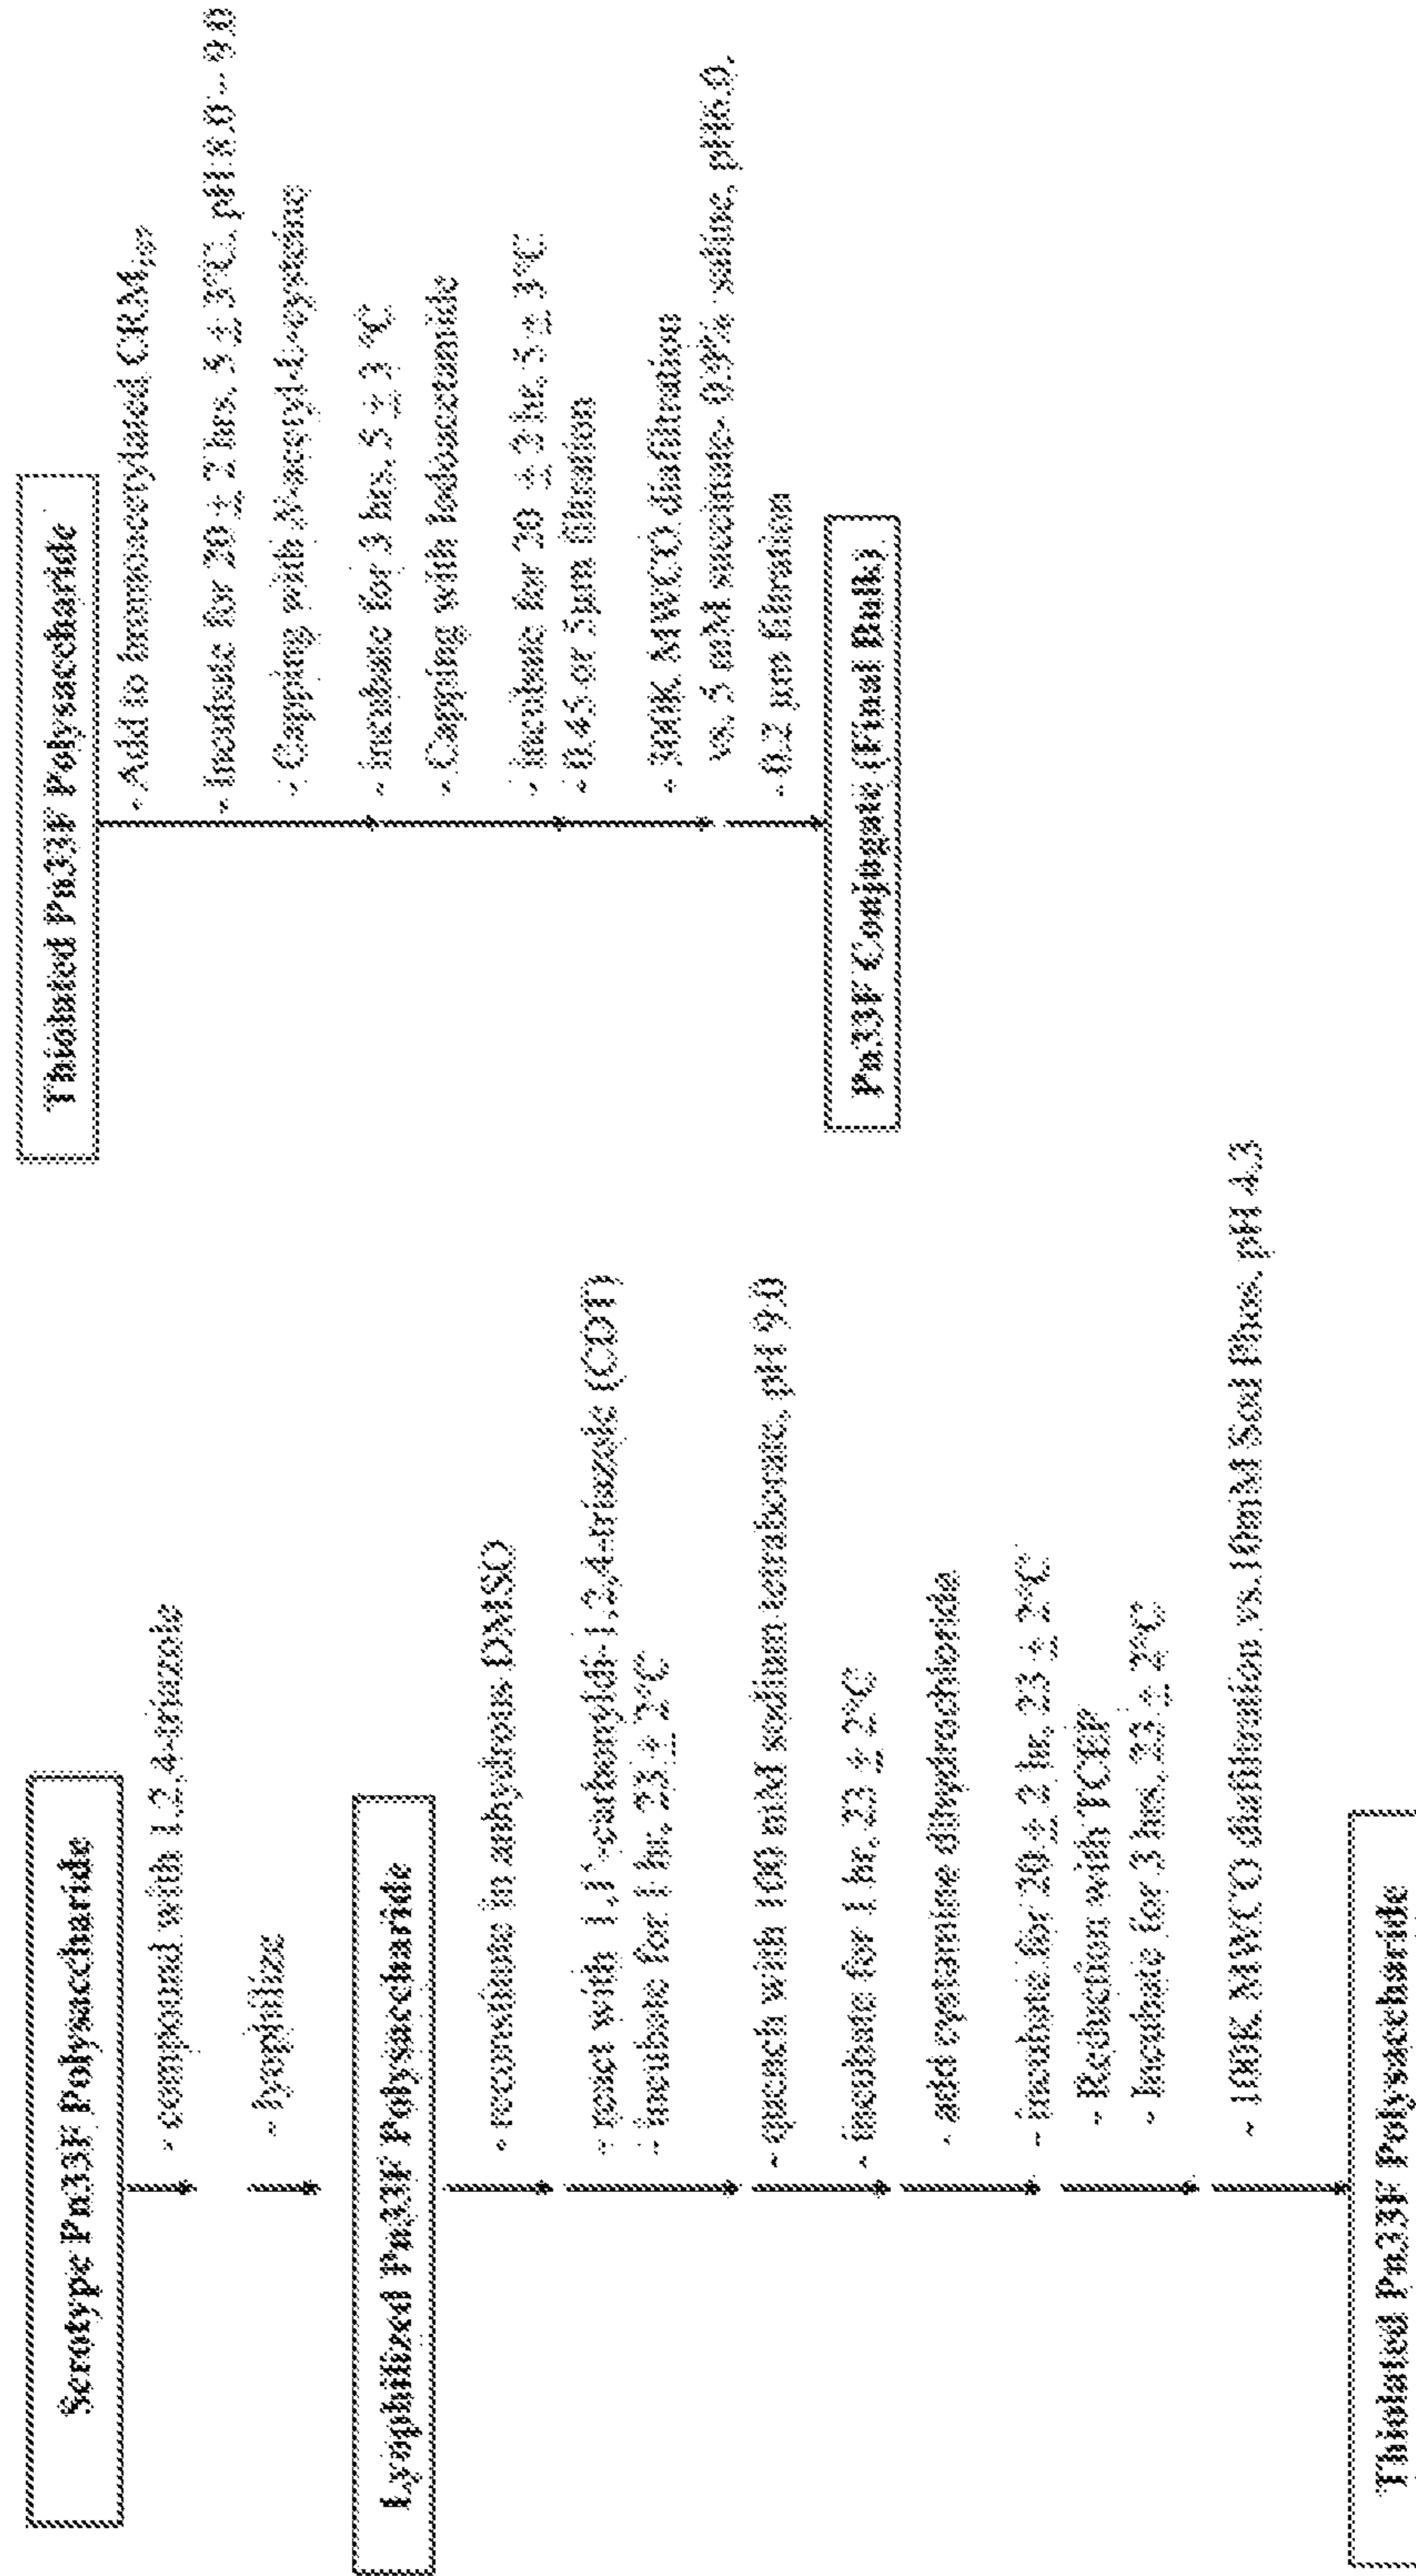 Serotype Pn33F Polysaccharide
- compound with 1,2,4-triazole
- lyophilize
Lyophilized Pn33F Polysaccharide
- reconstitute in anhydrous DMSO
- react with 1,1'-carbonyldi-1,2,4-triazole (CDT)
- incubate for 1 hr, 23 ± 2°C
- quench with 100 mM sodium tetraborate, pH 9.0
- incubate for 1 hr, 23 ± 2°C
- add cystamine dihydrochloride
- incubate for 20 ± 2 hr, 23 ± 2°C
- Reduction with TCEP
- Incubate for 3 hrs, 23 ± 2°C
- 100K MWCO diafiltration vs.10mM Sod Phos, pH 4.3
Thiolated Pn33F Polysaccharide
Thiolated Pn33F Polysaccharide
- Add to bromoacetylated CRM197
- Incubate for 20 ± 2 hrs, 5 ± 3°C, pH 8.0 - 9.0
- Capping with N-acetyl-L-cysteine
- incubate for 3 hrs, 5 ± 3 °C
- Capping with Iodoacetamide
- incubate for 20 ± 2 hr, 5 ± 3°C
- 0.45 or 5µm filtration
- 300K MWCO diafiltration
vs. 5 mM succinate- 0.9% saline, pH6.0,
- 0.2 µm filtration
Pn33F Conjugate (Final Bulk)